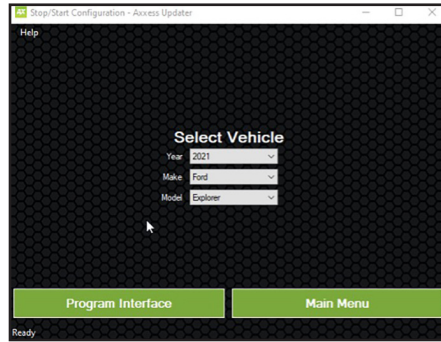 AX Stop/Start Configuration - Axxess Updater
Help
Select Vehicle
Year 2021
Make Ford
Model Explorer
Program Interface Main Menu
Ready